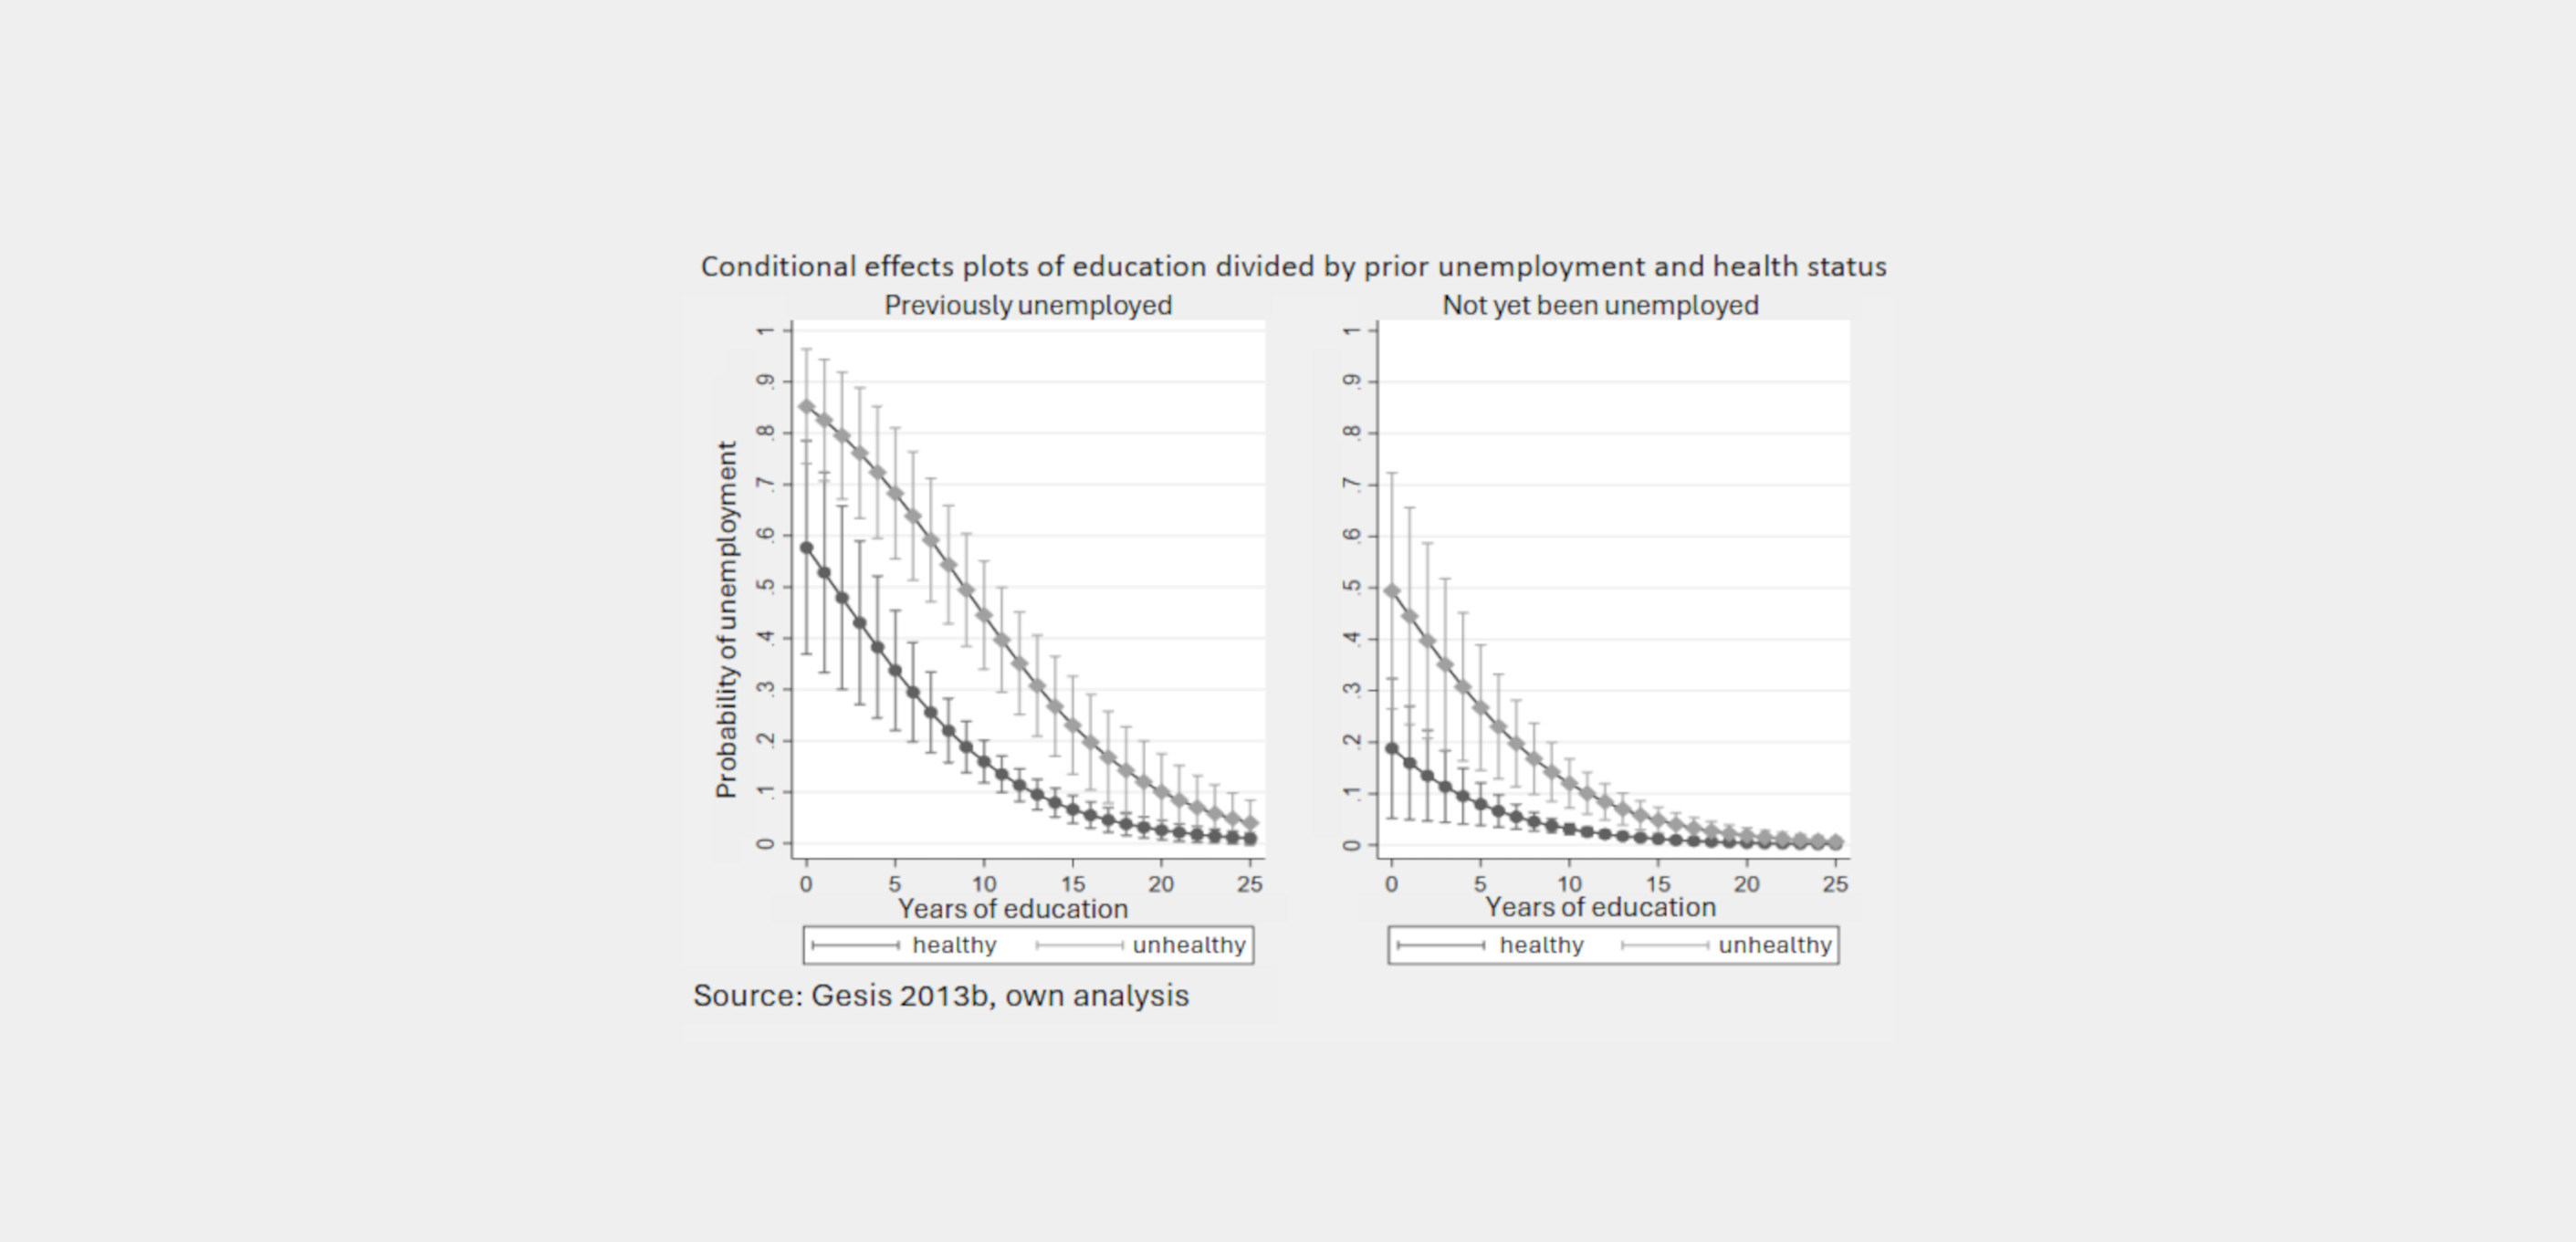 Conditional effects plots of education divided by prior unemployment and health status
Previously unemployed
Probability of unemployment
1
.9
.8
.7
.6
.5
.4
.3
.2
.1
0
0 5 10 15 20 25
Years of education
healthy unhealthy
Not yet been unemployed
1
.9
.8
.7
.6
.5
.4
.3
.2
.1
0
0 5 10 15 20 25
Years of education
healthy unhealthy
Source: Gesis 2013b, own analysis